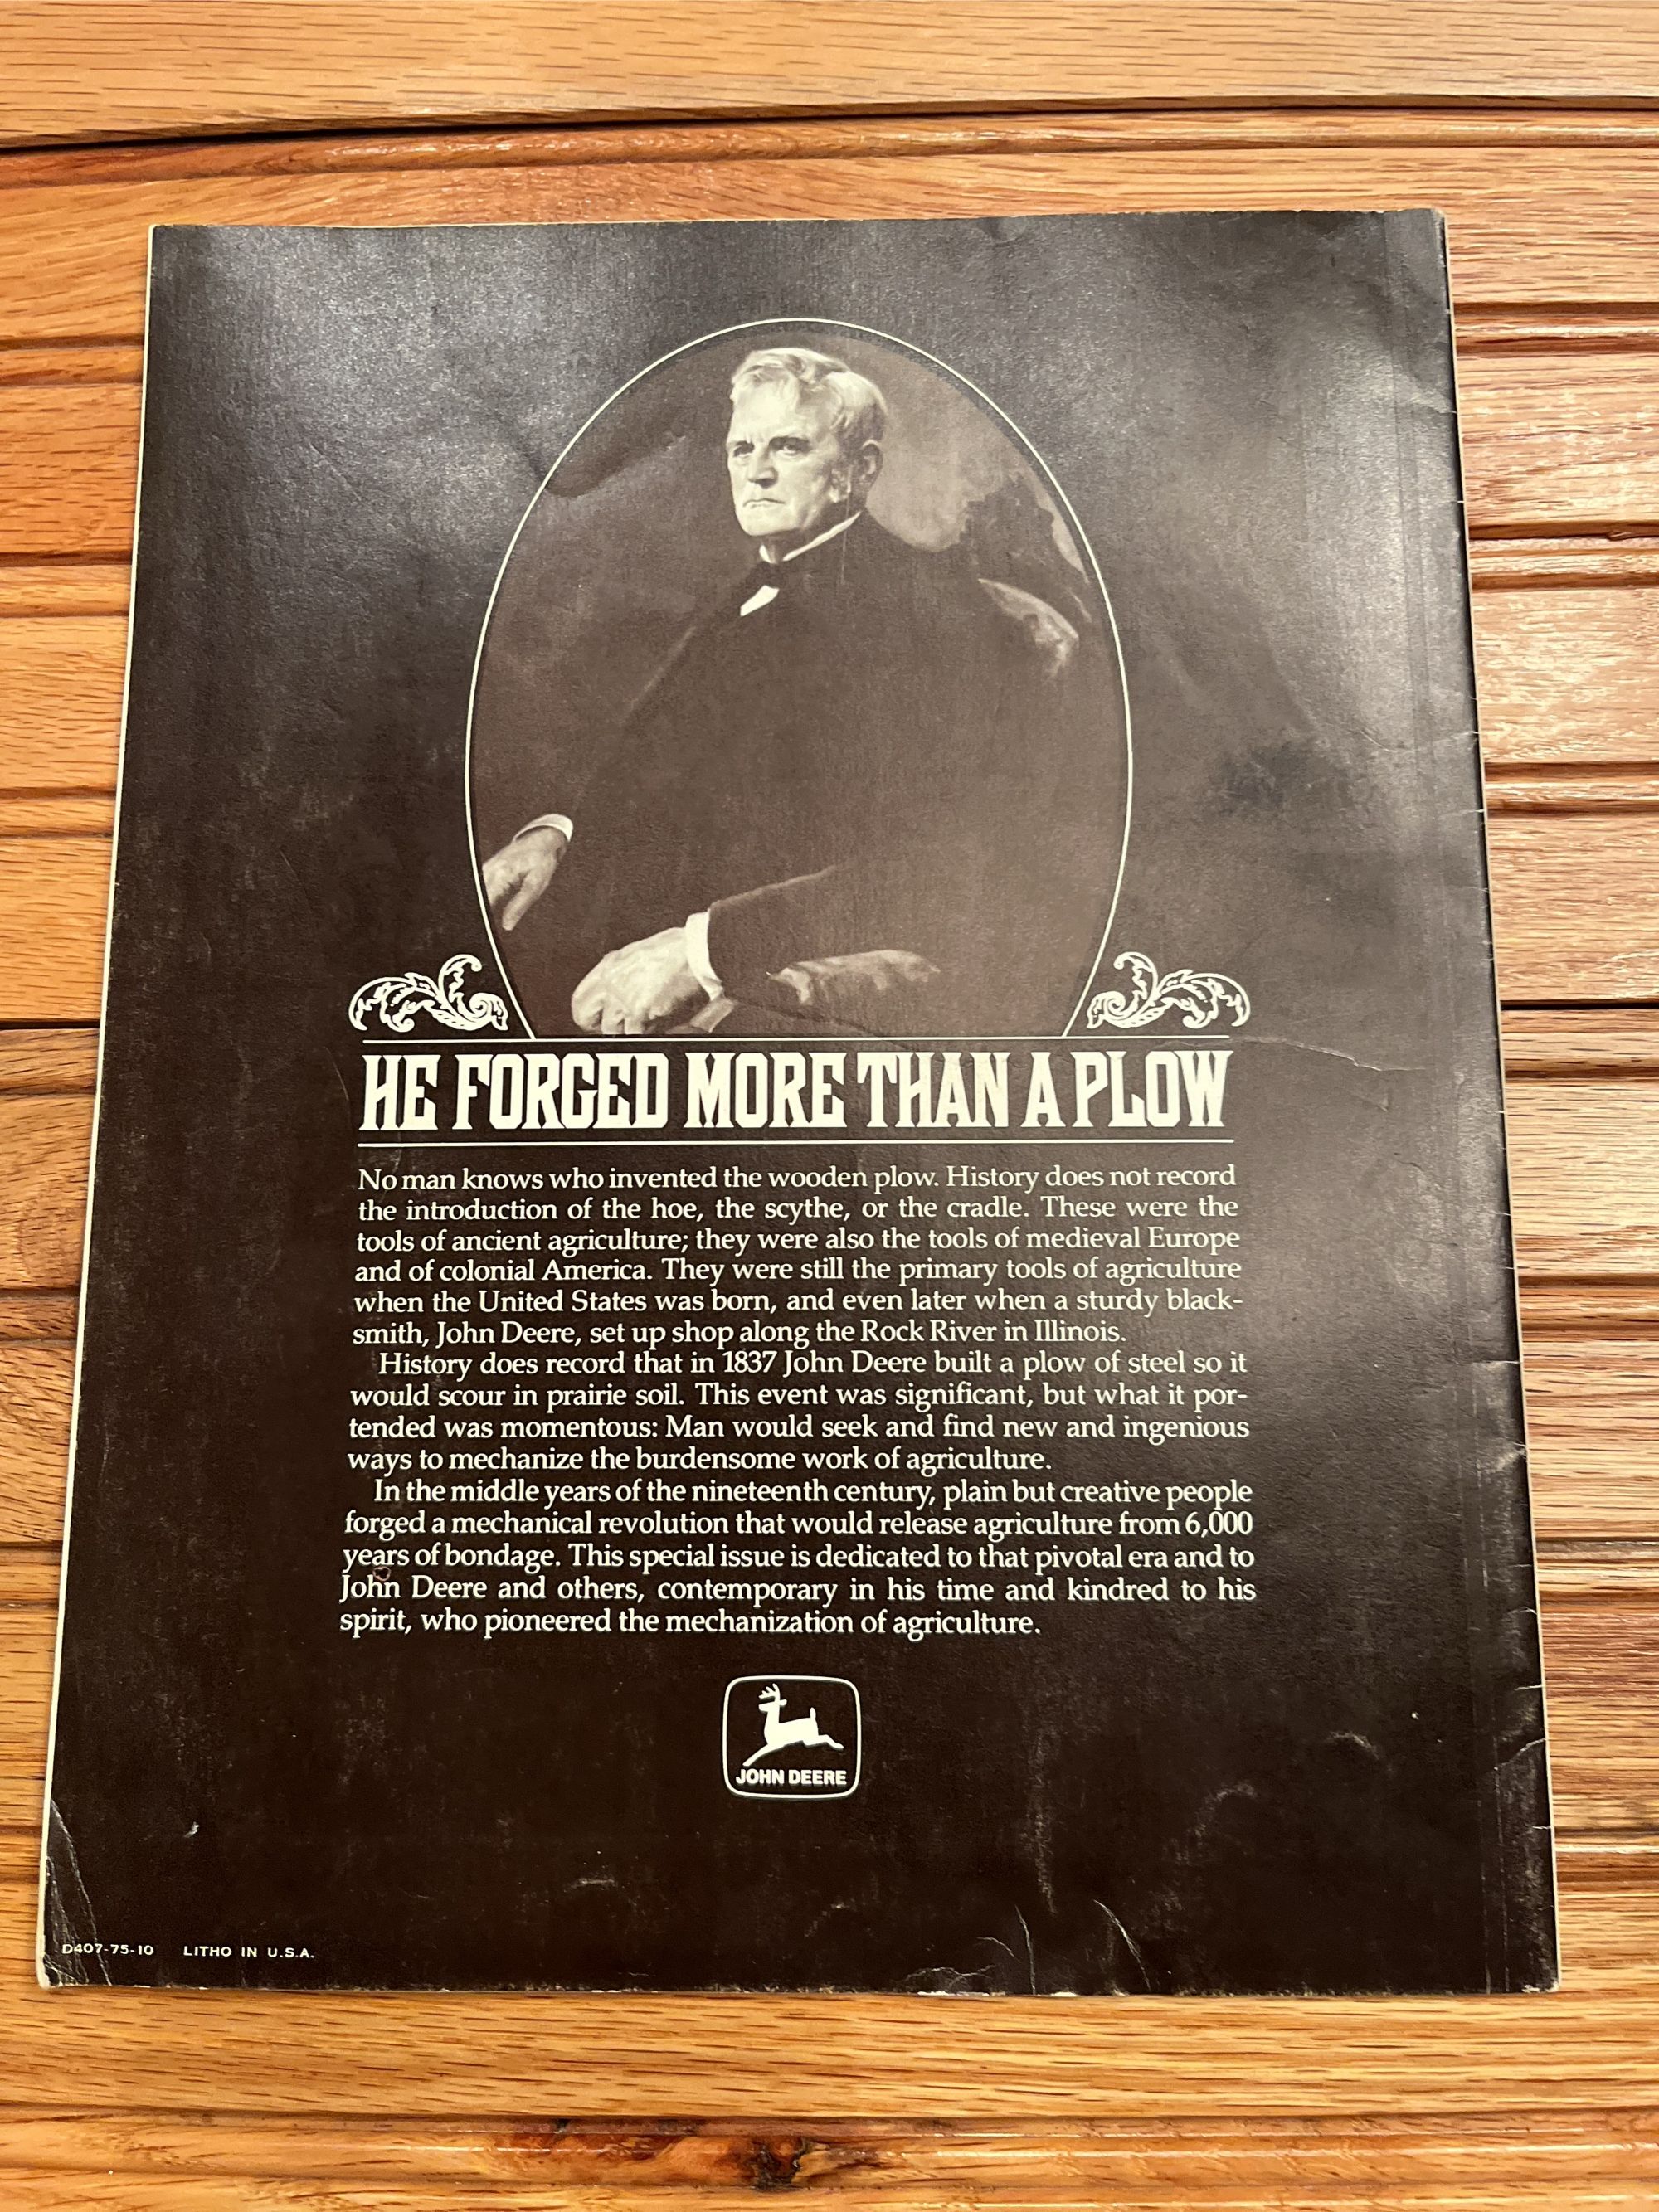 HE FORGED MORE THAN A PLOW
No man knows who invented the wooden plow. History does not record
the introduction of the hoe, the scythe, or the cradle. These were the
tools of ancient agriculture; they were also the tools of medieval Europe
and of colonial America. They were still the primary tools of agriculture
when the United States was born, and even later when a sturdy black-
smith, John Deere, set up shop along the Rock River in Illinois.
History does record that in 1837 John Deere built a plow of steel so it
would scour in prairie soil. This event was significant, but what it por-
tended was momentous: Man would seek and find new and ingenious
ways to mechanize the burdensome work of agriculture.
In the middle years of the nineteenth century, plain but creative people
forged a mechanical revolution that would release agriculture from 6,000
years of bondage. This special issue is dedicated to that pivotal era and to
John Deere and others, contemporary in his time and kindred to his
spirit, who pioneered the mechanization of agriculture.
JOHN DEERE
D407-75-10 LITHO IN U.S.A.